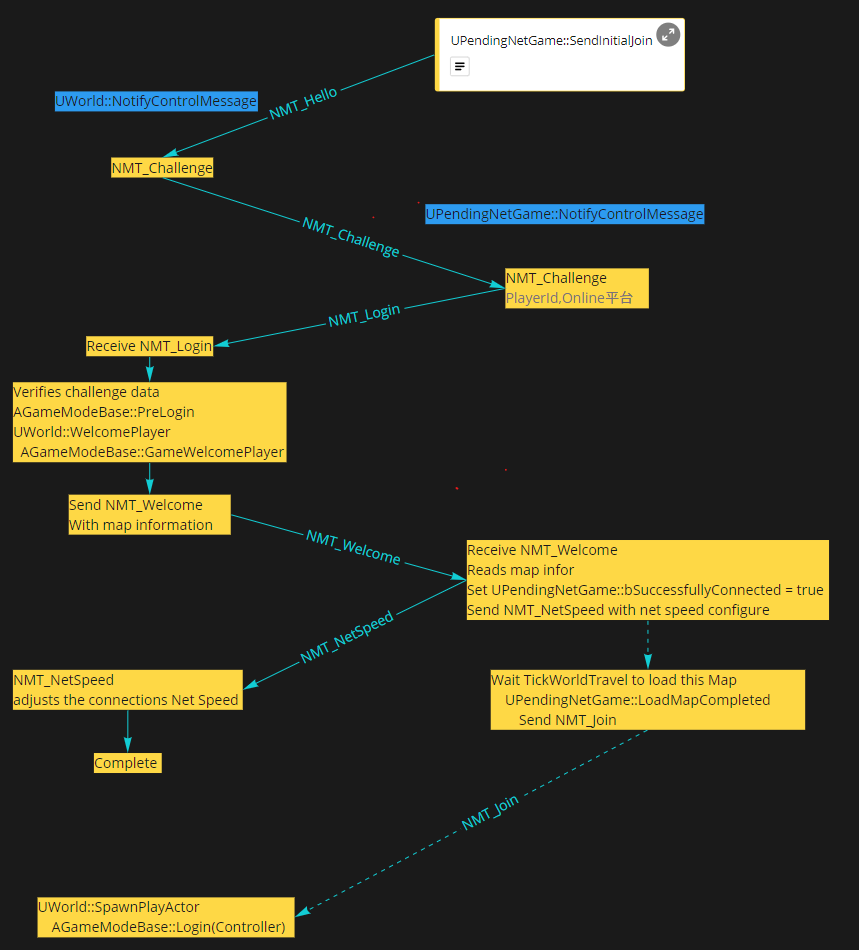 UPendingNetGame::SendInitialJoin
NMT_Hello
UWorld::NotifyControlMessage
NMT_Challenge
NMT_Challenge
UPendingNetGame::NotifyControlMessage
NMT_Challenge
PlayerId,Online平台
NMT_Login
Receive NMT_Login
Verifies challenge data
AGameModeBase::PreLogin
UWorld::WelcomePlayer
AGameModeBase::GameWelcomePlayer
Send NMT_Welcome
With map information
NMT_Welcome
Receive NMT_Welcome
Reads map infor
Set UPendingNetGame::bSuccessfullyConnected = true
Send NMT_NetSpeed with net speed configure
NMT_NetSpeed
NMT_NetSpeed
adjusts the connections Net Speed
Wait TickWorldTravel to load this Map
UPendingNetGame::LoadMapCompleted
Send NMT_Join
Complete
NMT_Join
UWorld::SpawnPlayActor
AGameModeBase::Login(Controller)